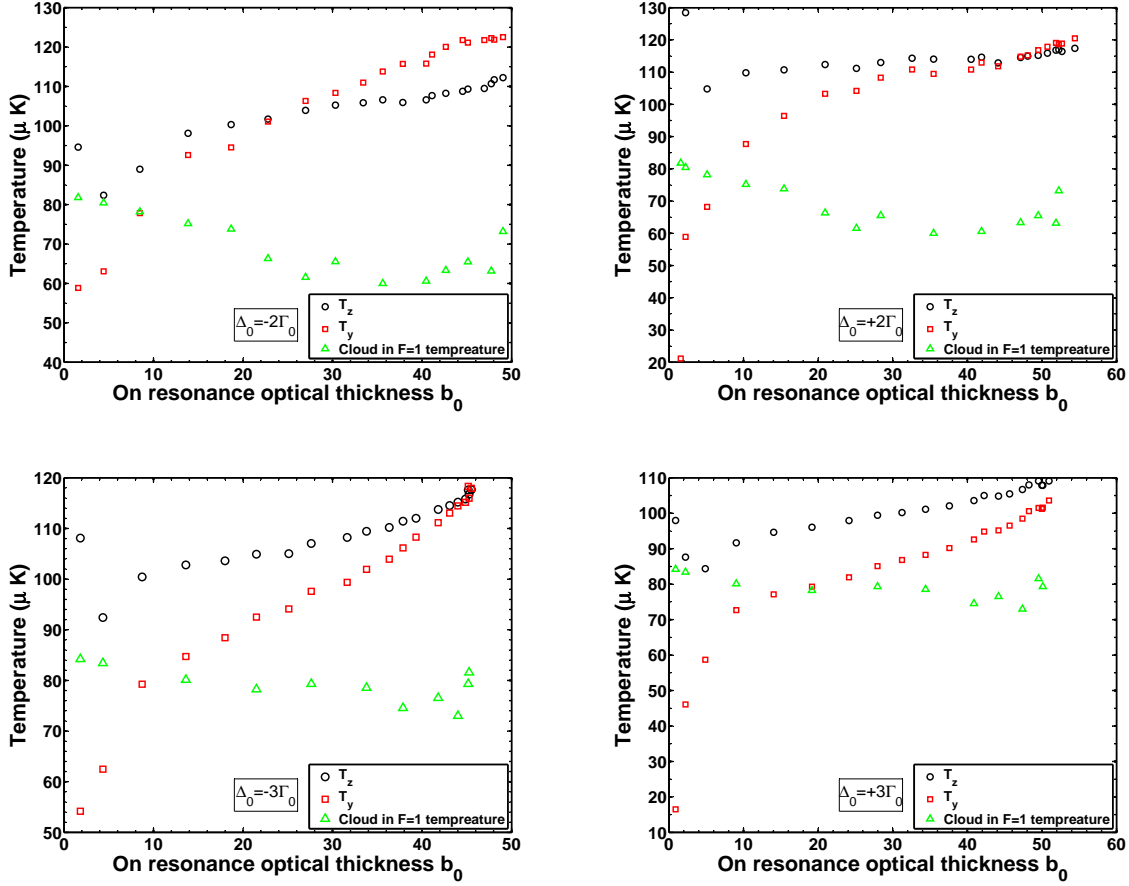 130
120
110
100
90
80
70
60
50
40
0 10 20 30 40 50
Temperature (μ K)
On resonance optical thickness b0
Δ0=-2Γ0
Tz
Ty
Cloud in F=1 tempreature
130
120
110
100
90
80
70
60
50
40
30
20
0 10 20 30 40 50 60
Temperature (μ K)
On resonance optical thickness b0
Δ0=+2Γ0
Tz
Ty
Cloud in F=1 tempreature
120
110
100
90
80
70
60
50
0 10 20 30 40 50
Temperature (μ K)
On resonance optical thickness b0
Δ0=-3Γ0
Tz
Ty
Cloud in F=1 tempreature
110
100
90
80
70
60
50
40
30
20
10
0 10 20 30 40 50 60
Temperature (μ K)
On resonance optical thickness b0
Δ0=+3Γ0
Tz
Ty
Cloud in F=1 tempreature